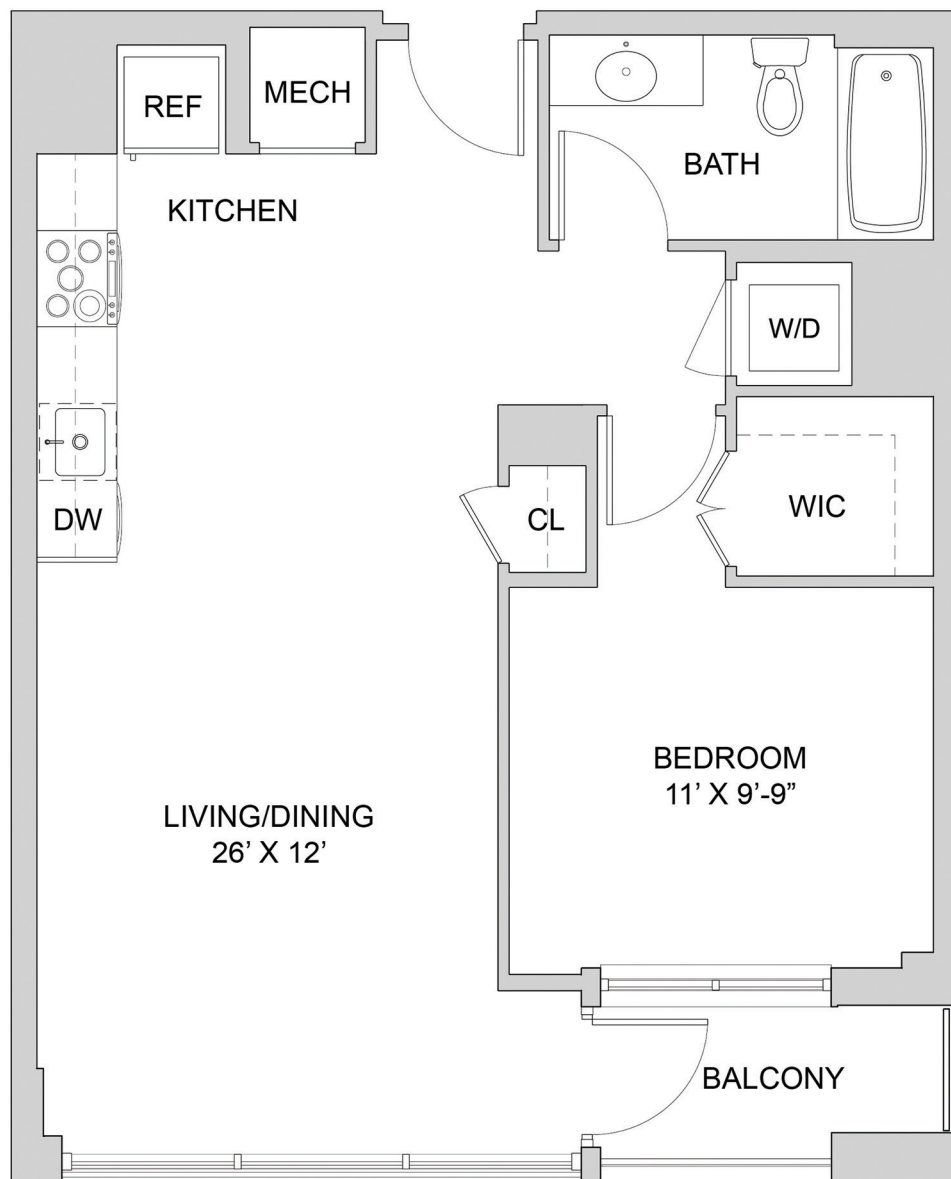 REF
MECH
BATH
KITCHEN
W/D
DW
CL
WIC
BEDROOM
11’ X 9’-9”
LIVING/DINING
26’ X 12’
BALCONY